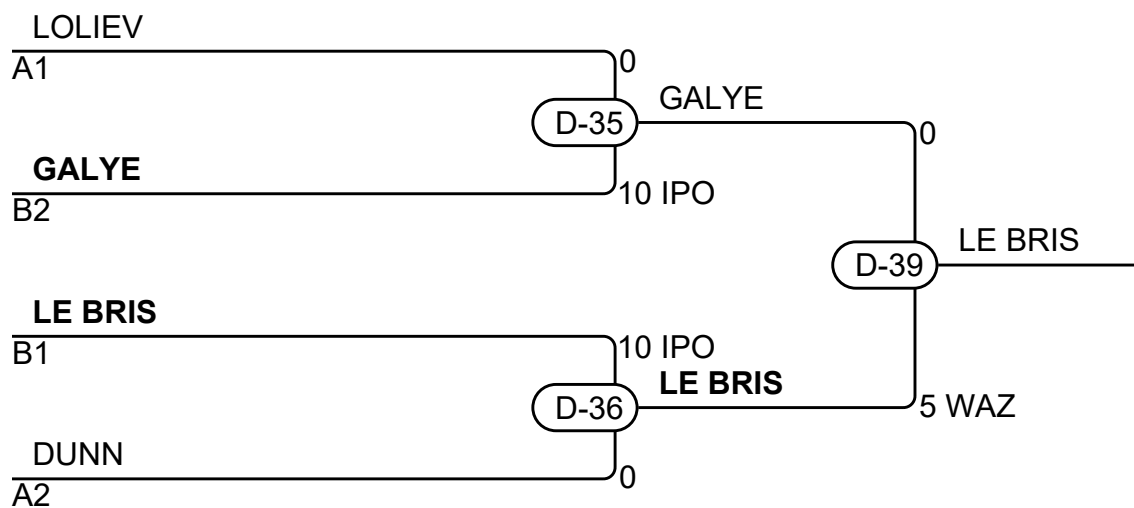 LOLIEV
A1
0
D-35
GALYE
0
GALYE
B2
10 IPO
D-39
LE BRIS
LE BRIS
B1
10 IPO
D-36
LE BRIS
5 WAZ
DUNN
A2
0